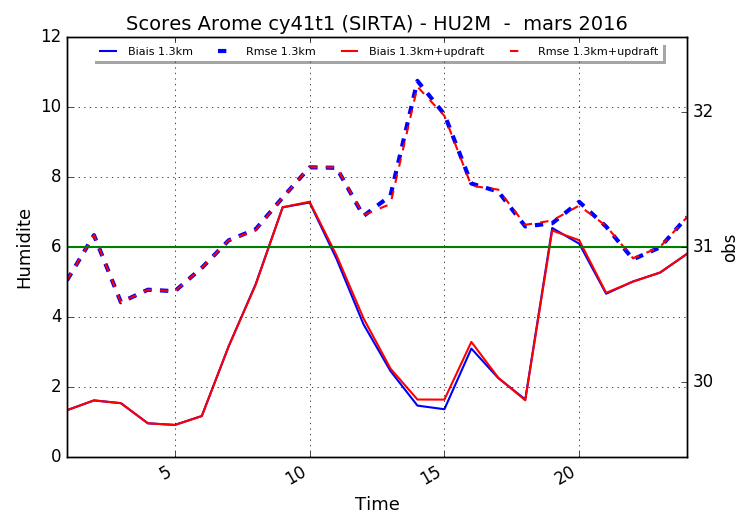 Scores Arome cy41t1 (SIRTA) - HU2M - mars 2016
Biais 1.3km Rmse 1.3km Biais 1.3km+updraft Rmse 1.3km+updraft
12
10
8
6
4
2
0
Humidite
32
31
30
obs
5 10 15 20
Time